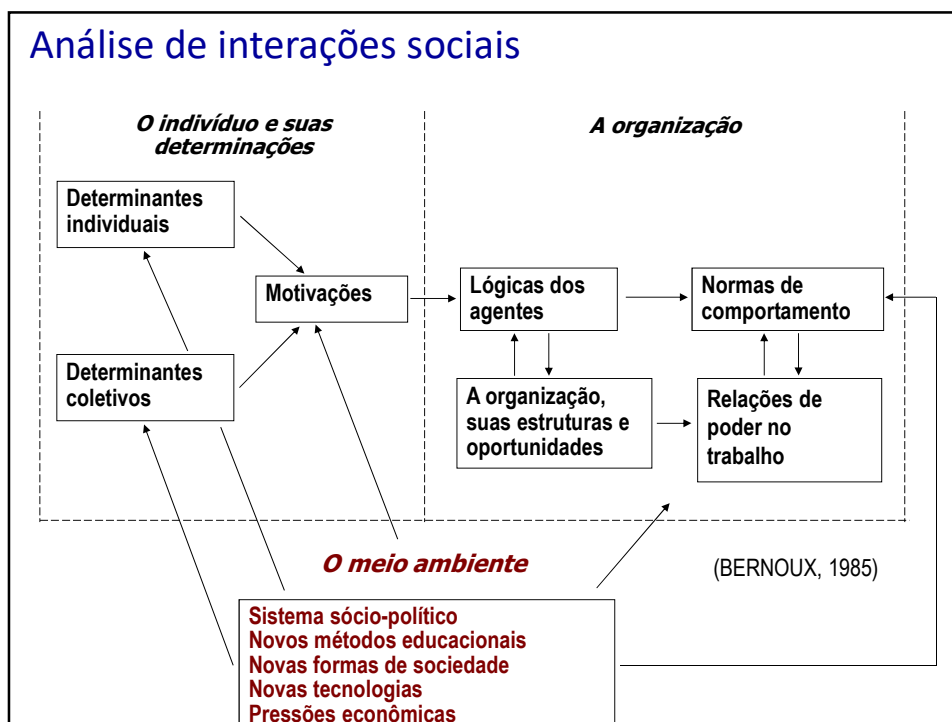 Análise de interações sociais
O indivíduo e suas
determinações
A organização
Determinantes
individuais
Motivações
Determinantes
coletivos
Lógicas dos
agentes
Normas de
comportamento
A organização,
suas estruturas e
oportunidades
Relações de
poder no
trabalho
O meio ambiente
(BERNOUX, 1985)
Sistema sócio-político
Novos métodos educacionais
Novas formas de sociedade
Novas tecnologias
Pressões econômicas